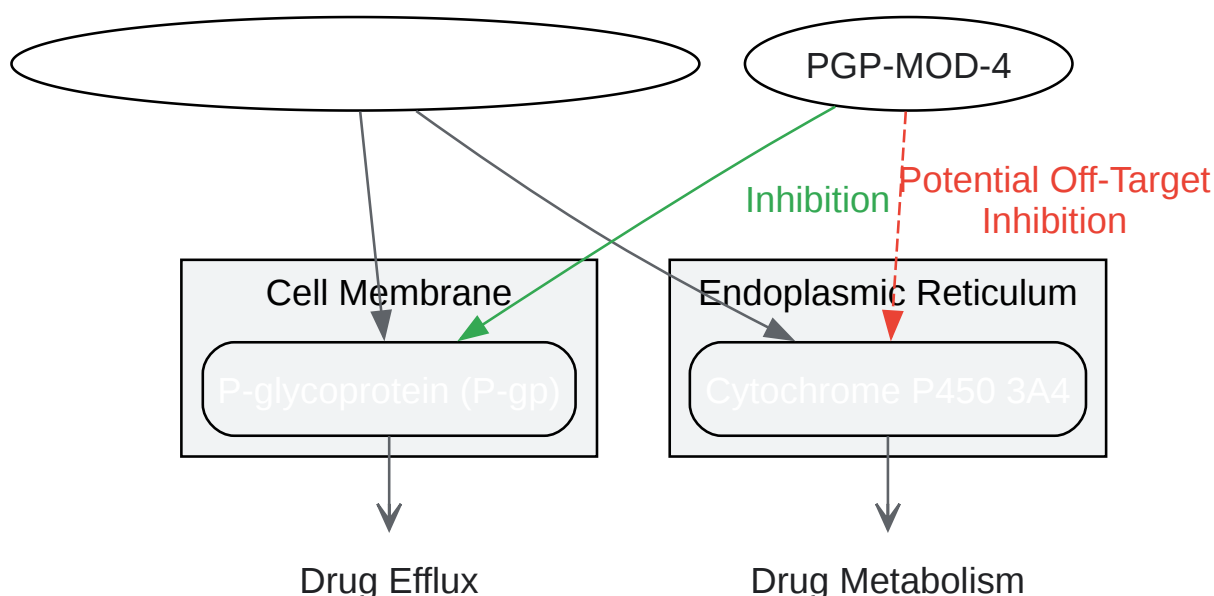 PGP-MOD-4
Inhibition
Potential Off-Target
Inhibition
Cell Membrane
Endoplasmic Reticulum
P-glycoprotein (P-gp)
Cytochrome P450 3A4
Drug Efflux
Drug Metabolism